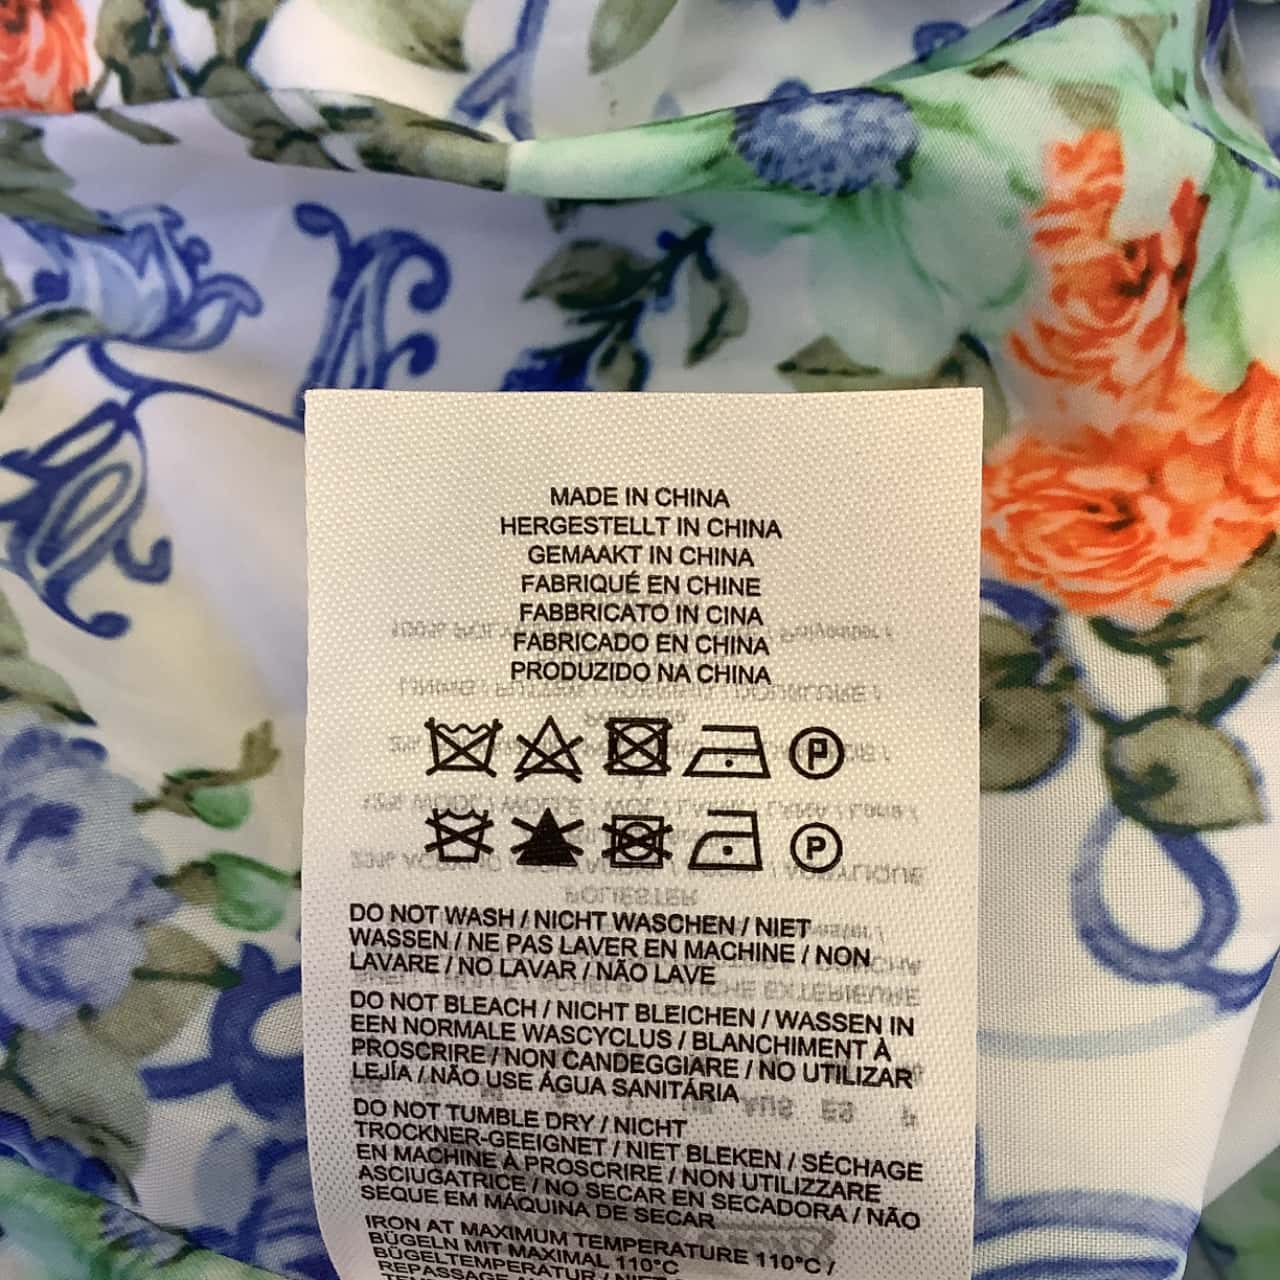 MADE IN CHINA
HERGESTELLT IN CHINA
GEMAAKT IN CHINA
FABRIQUÉ EN CHINE
FABBRICATO IN CINA
FABRICADO EN CHINA
PRODUZIDO NA CHINA
P
P
DO NOT WASH / NICHT WASCHEN / NIET
WASSEN / NE PAS LAVER EN MACHINE / NON
LAVARE / NO LAVAR / NÃO LAVE
DO NOT BLEACH / NICHT BLEICHEN / WASSEN IN
EEN NORMALE WASCYCLUS / BLANCHIMENT À
PROSCRIRE / NON CANDEGGIARE / NO UTILIZAR
LEJÍA / NÃO USE ÁGUA SANITÁRIA
DO NOT TUMBLE DRY / NICHT
TROCKNER-GEEIGNET / NIET BLEKEN / SÉCHAGE
EN MACHINE À PROSCRIRE / NON UTILIZZARE
ASCIUGATRICE / NO SECAR EN SECADORA / NÃO
SEQUE EM MÁQUINA DE SECAR
IRON AT MAXIMUM TEMPERATURE 110°C /
BÜGELN MIT MAXIMAL 110°C
BÜGELTEMPERATUR / NIET
REPASSAGE